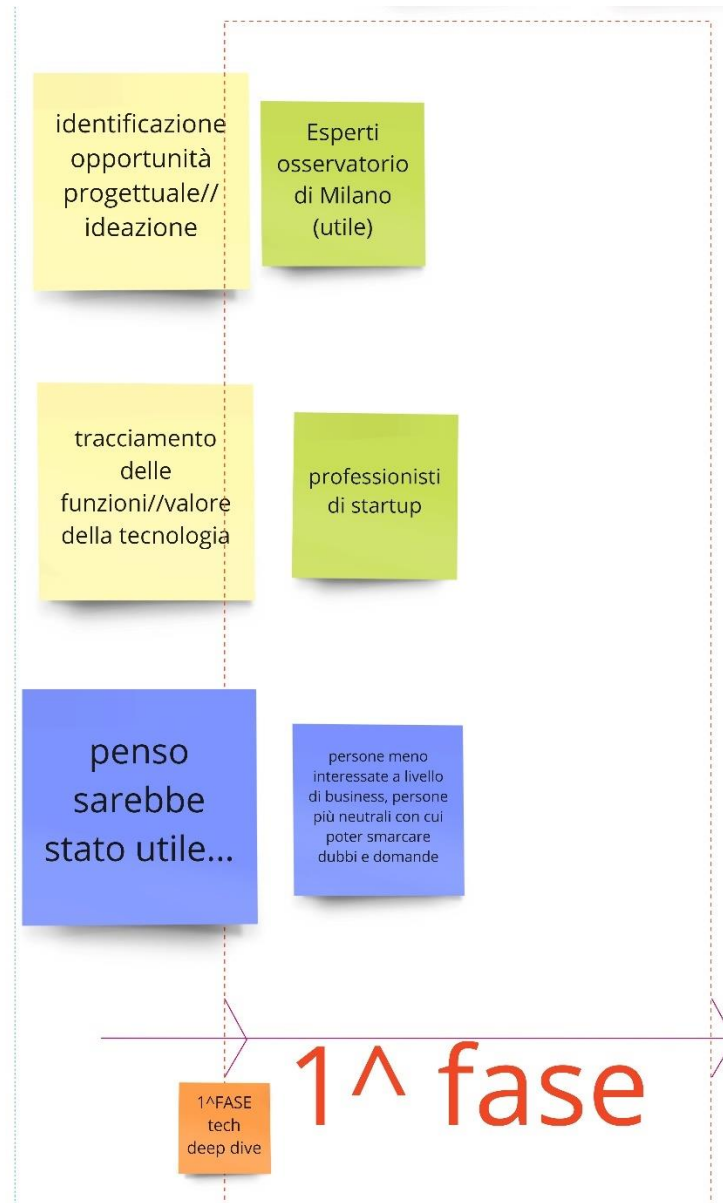 identificazione
opportunità
progettuale//
ideazione
Esperti
osservatorio
di Milano
(utile)
tracciamento
delle
funzioni//valore
della tecnologia
professionisti
di startup
penso
sarebbe
stato utile...
persone meno
interessate a livello
di business, persone
più neutrali con cui
poter smarcare
dubbi e domande
1^ fase
1^FASE
tech
deep dive